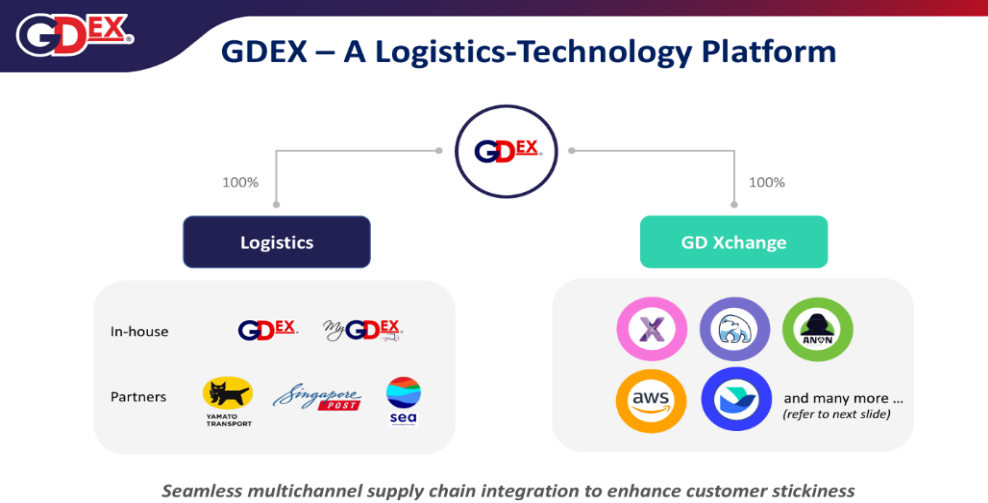 GDEX
GDEX – A Logistics-Technology Platform
GDEX
100%
100%
Logistics
GD Xchange
In-house
GDEX
My GDEX
X
ANON
Partners
YAMATO
TRANSPORT
Singapore
POST
sea
aws
and many more ...
(refer to next slide)
Seamless multichannel supply chain integration to enhance customer stickiness